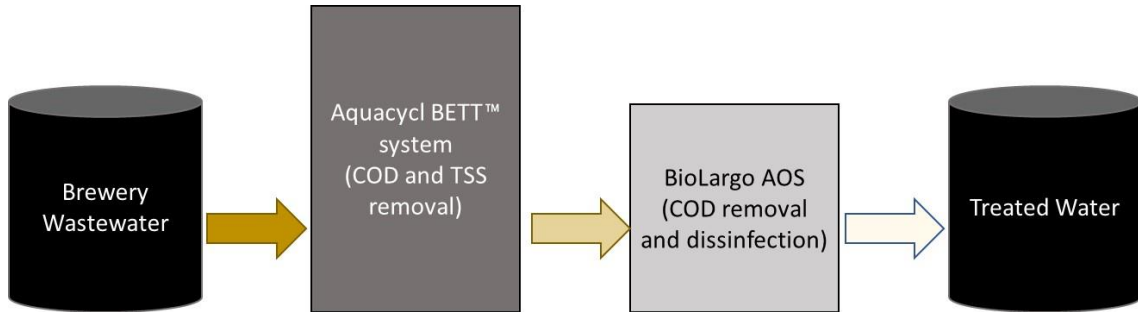 Brewery
Wastewater
Aquacycl BETT™
system
(COD and TSS
removal)
BioLargo AOS
(COD removal
and dissinfection)
Treated Water